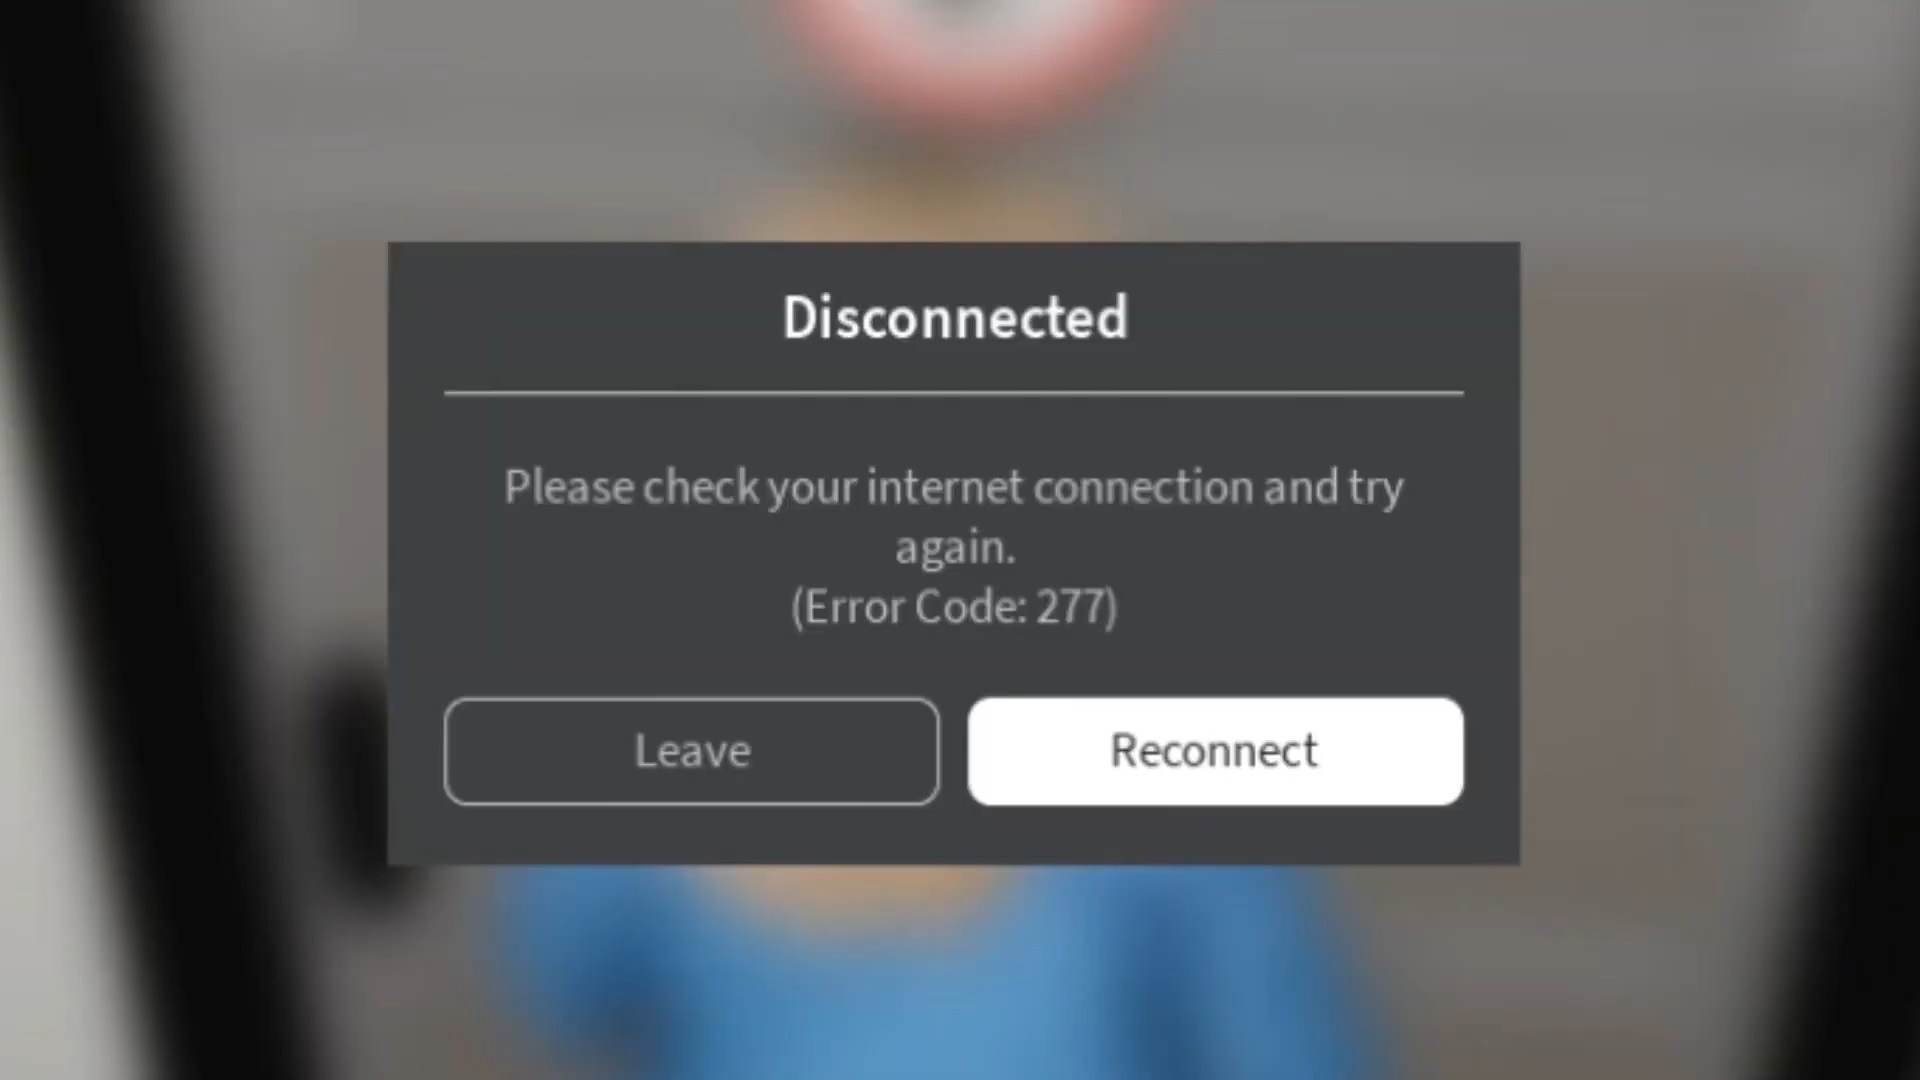 Disconnected
Please check your internet connection and try
again.
(Error Code: 277)
Leave
Reconnect